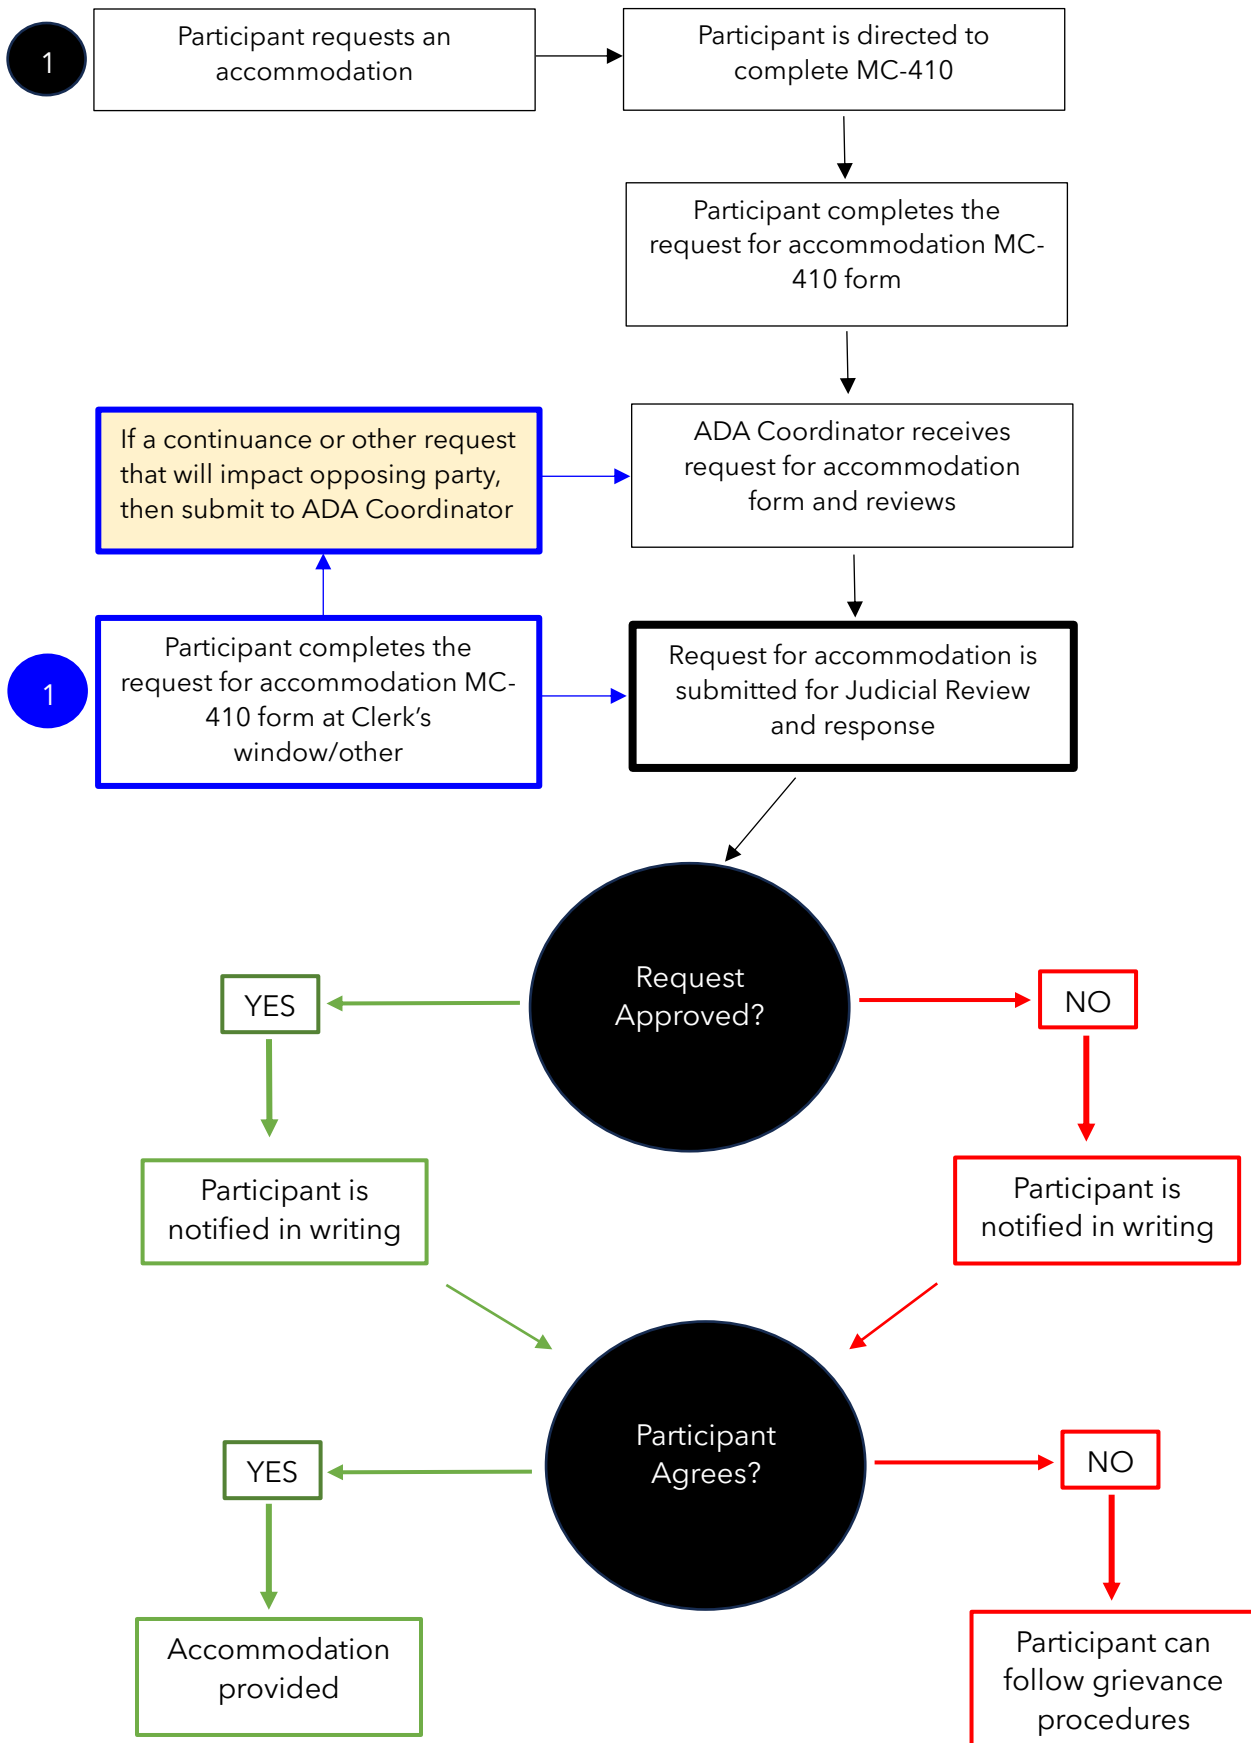 1
Participant requests an
accommodation
Participant is directed to
complete MC-410
Participant completes the
request for accommodation MC-
410 form
If a continuance or other request
that will impact opposing party,
then submit to ADA Coordinator
ADA Coordinator receives
request for accommodation
form and reviews
1
Participant completes the
request for accommodation MC-
410 form at Clerk’s
window/other
Request for accommodation is
submitted for Judicial Review
and response
Request
Approved?
YES
NO
Participant is
notified in writing
Participant is
notified in writing
Participant
Agrees?
YES
NO
Accommodation
provided
Participant can
follow grievance
procedures